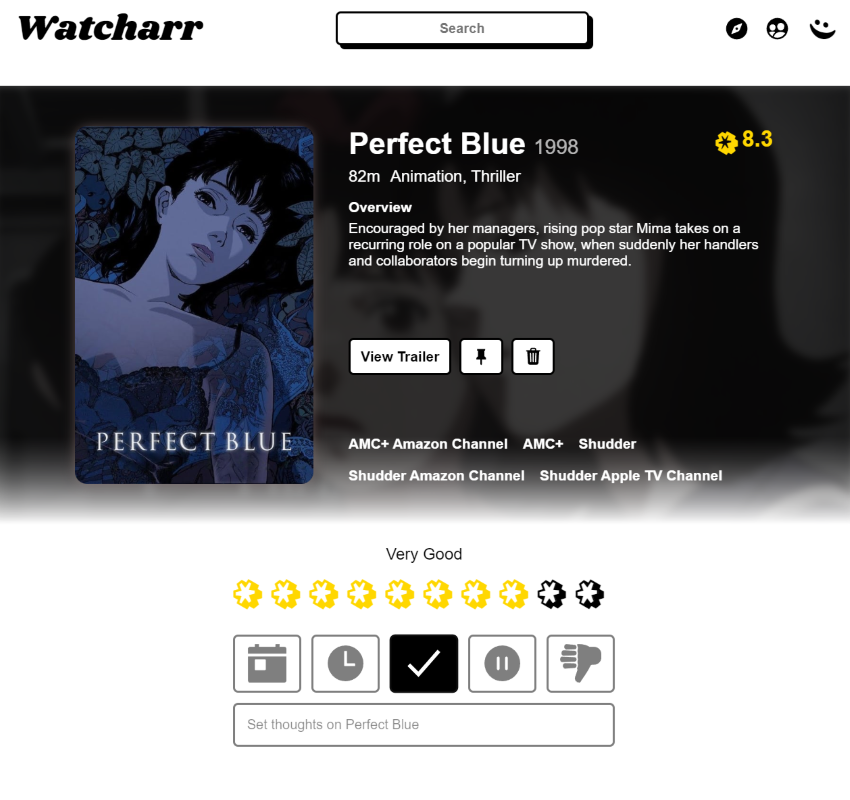 Watcharr
Search
Perfect Blue 1998
8.3
82m Animation, Thriller
Overview
Encouraged by her managers, rising pop star Mima takes on a
recurring role on a popular TV show, when suddenly her handlers
and collaborators begin turning up murdered.
View Trailer
PERFECT BLUE
AMC+ Amazon Channel AMC+ Shudder
Shudder Amazon Channel Shudder Apple TV Channel
Very Good
Set thoughts on Perfect Blue